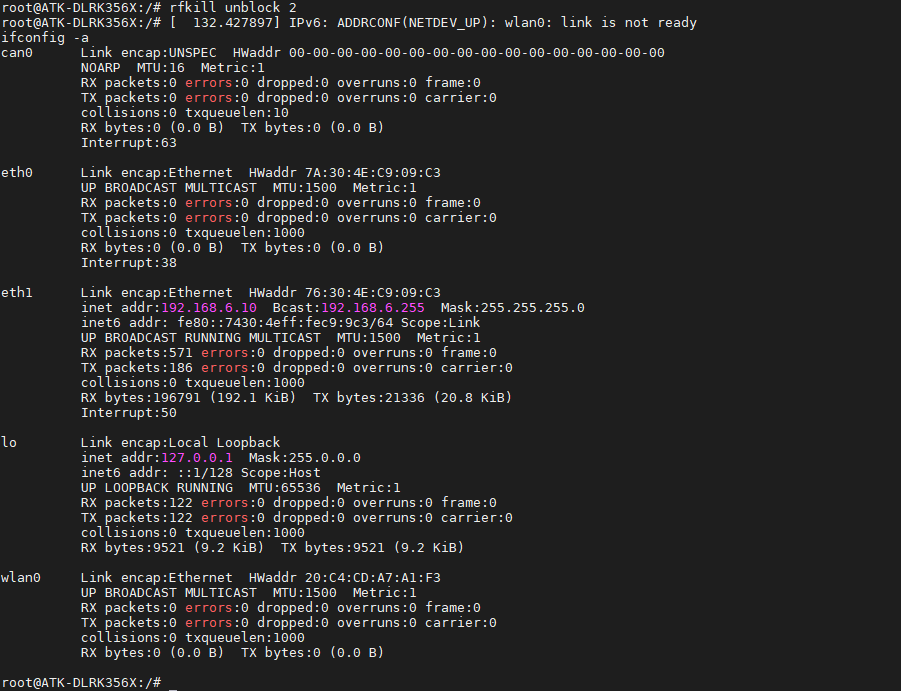 root@ATK-DLRK356X:/# rfkill unblock 2
root@ATK-DLRK356X:/# [  132.427897] IPv6: ADDRCONF(NETDEV_UP): wlan0: link is not ready
ifconfig -a
can0      Link encap:UNSPEC  HWaddr 00-00-00-00-00-00-00-00-00-00-00-00-00-00-00-00
          NOARP  MTU:16  Metric:1
          RX packets:0 errors:0 dropped:0 overruns:0 frame:0
          TX packets:0 errors:0 dropped:0 overruns:0 carrier:0
          collisions:0 txqueuelen:10
          RX bytes:0 (0.0 B)  TX bytes:0 (0.0 B)
          Interrupt:63

eth0      Link encap:Ethernet  HWaddr 7A:30:4E:C9:09:C3
          UP BROADCAST MULTICAST  MTU:1500  Metric:1
          RX packets:0 errors:0 dropped:0 overruns:0 frame:0
          TX packets:0 errors:0 dropped:0 overruns:0 carrier:0
          collisions:0 txqueuelen:1000
          RX bytes:0 (0.0 B)  TX bytes:0 (0.0 B)
          Interrupt:38

eth1      Link encap:Ethernet  HWaddr 76:30:4E:C9:09:C3
          inet addr:192.168.6.10  Bcast:192.168.6.255  Mask:255.255.255.0
          inet6 addr: fe80::7430:4eff:fec9:9c3/64 Scope:Link
          UP BROADCAST RUNNING MULTICAST  MTU:1500  Metric:1
          RX packets:571 errors:0 dropped:0 overruns:0 frame:0
          TX packets:186 errors:0 dropped:0 overruns:0 carrier:0
          collisions:0 txqueuelen:1000
          RX bytes:196791 (192.1 KiB)  TX bytes:21336 (20.8 KiB)
          Interrupt:50

lo        Link encap:Local Loopback
          inet addr:127.0.0.1  Mask:255.0.0.0
          inet6 addr: ::1/128 Scope:Host
          UP LOOPBACK RUNNING  MTU:65536  Metric:1
          RX packets:122 errors:0 dropped:0 overruns:0 frame:0
          TX packets:122 errors:0 dropped:0 overruns:0 carrier:0
          collisions:0 txqueuelen:1000
          RX bytes:9521 (9.2 KiB)  TX bytes:9521 (9.2 KiB)

wlan0     Link encap:Ethernet  HWaddr 20:C4:CD:A7:A1:F3
          UP BROADCAST MULTICAST  MTU:1500  Metric:1
          RX packets:0 errors:0 dropped:0 overruns:0 frame:0
          TX packets:0 errors:0 dropped:0 overruns:0 carrier:0
          collisions:0 txqueuelen:1000
          RX bytes:0 (0.0 B)  TX bytes:0 (0.0 B)

root@ATK-DLRK356X:/# _